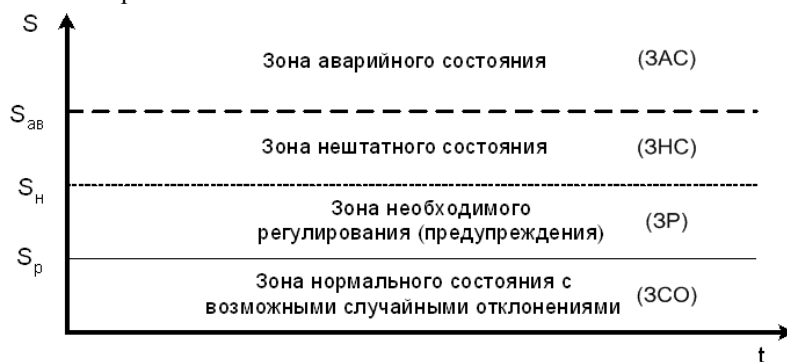 S
Зона аварийного состояния (ЗАС)
Sав
Зона нештатного состояния (ЗНС)
Sн
Зона необходимого
регулирования (предупреждения) (ЗР)
Sр
Зона нормального состояния с
возможными случайными отклонениями (ЗСО)
t